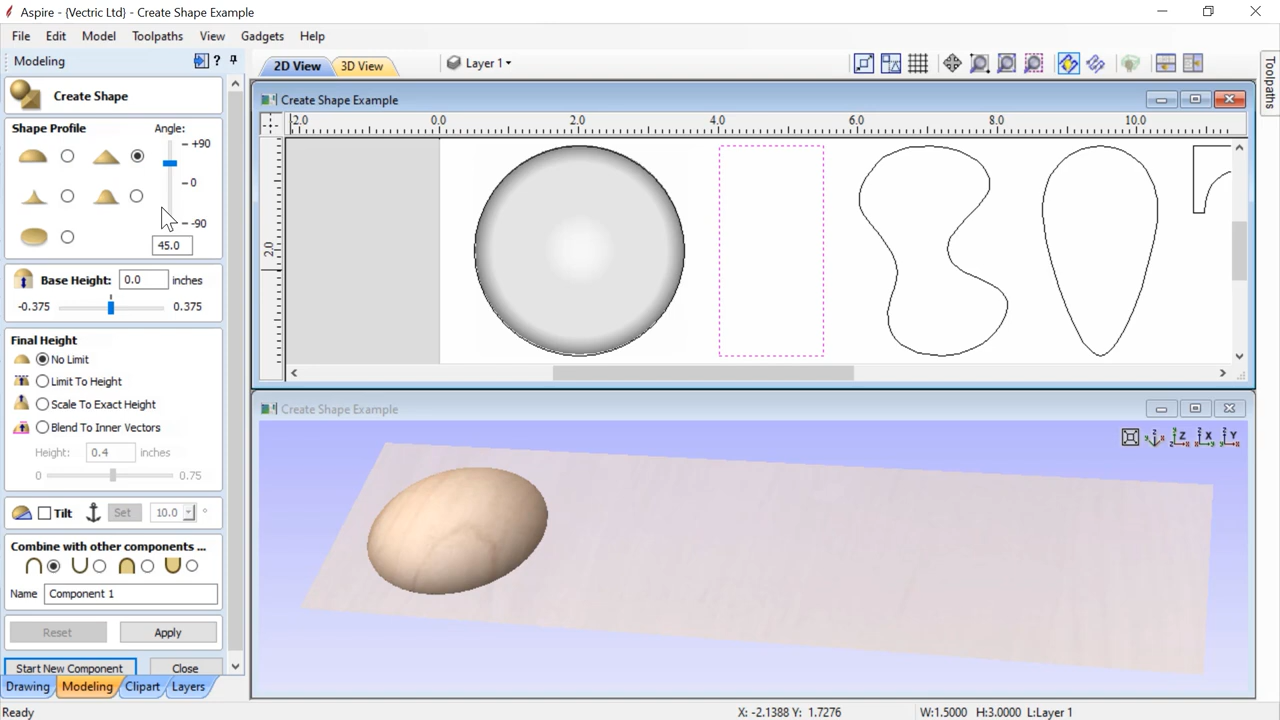 Aspire - {Vectric Ltd} - Create Shape Example
File Edit Model Toolpaths View Gadgets Help
Modeling ?
2D View 3D View Layer 1
Toolpaths
Create Shape
Create Shape Example
2.0 0.0 2.0 4.0 6.0 8.0 10.0
2.0
Shape Profile Angle:
+90
0
-90
45.0
Base Height: 0.0 inches
-0.375 0.375
Final Height
No Limit
Limit To Height
Scale To Exact Height
Blend To Inner Vectors
Height: 0.4 inches
0 0.75
Create Shape Example
Z X Y
Tilt Set 10.0 °
Combine with other components ...
Name Component 1
Reset Apply
Start New Component Close
Drawing Modeling Clipart Layers
Ready X: -2.1388 Y: 1.7276 W:1.5000 H:3.0000 L:Layer 1